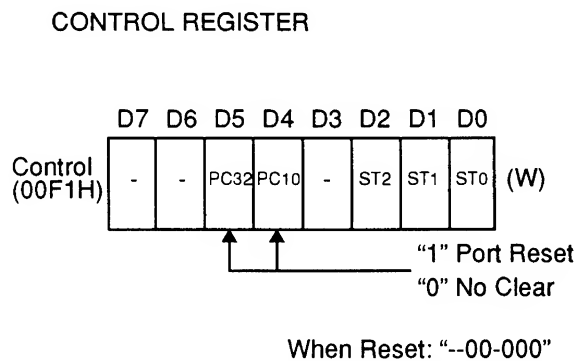 CONTROL REGISTER
D7 D6 D5 D4 D3 D2 D1 D0
Control
(00F1H)
- - PC32 PC10 - ST2 ST1 ST0 (W)
“1” Port Reset
“0” No Clear
When Reset: “--00-000”